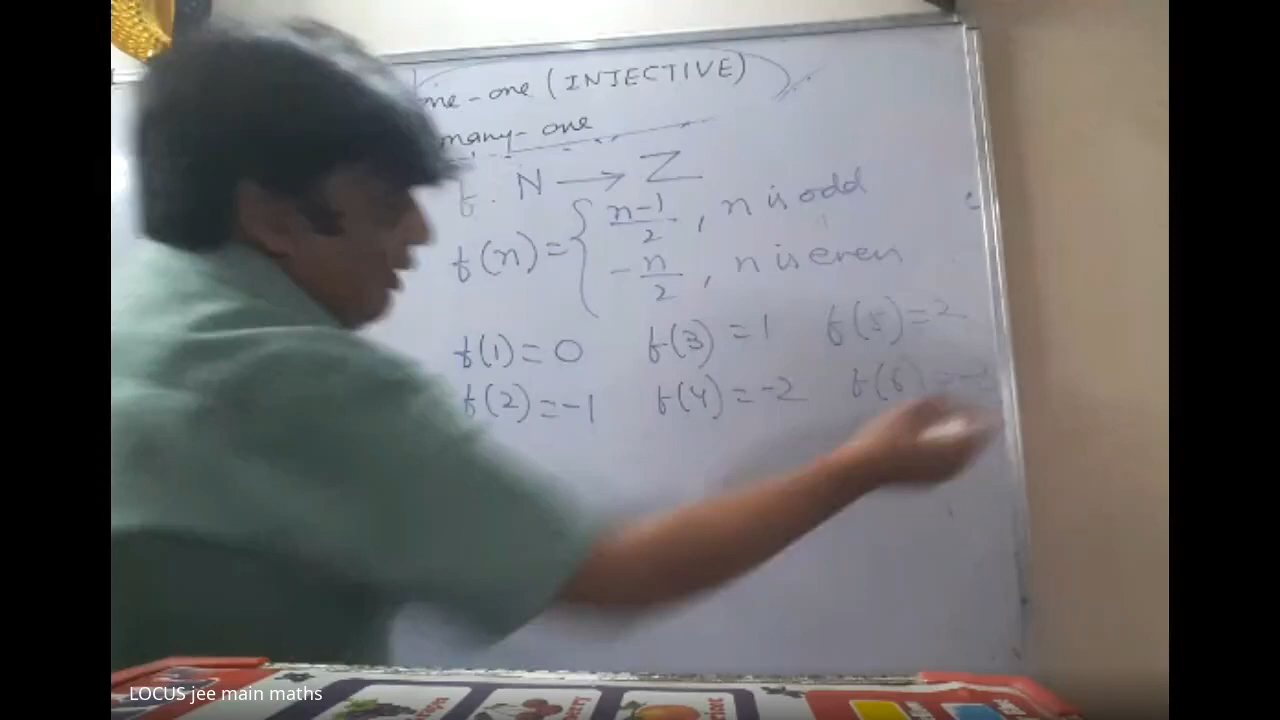 one-one (INJECTIVE)
many-one
f. N → Z
f(n) = { n-1/2 , n is odd
-n/2 , n is even
f(1) = 0 f(3) = 1 f(5) = 2
f(2) = -1 f(4) = -2 f(6) =
LOCUS jee main maths